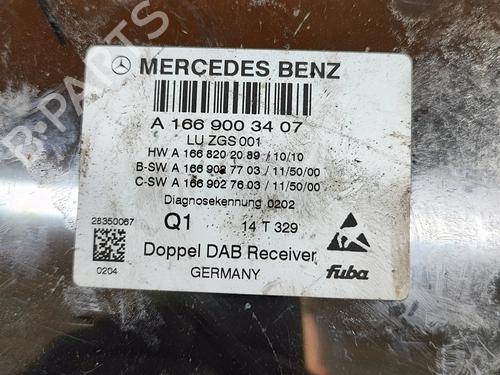 MERCEDES BENZ
A 166 900 34 07
LU ZGS 001
HW A 166 820 20 89 / 10/10
B-SW A 166 902 77 03 / 11/50/00
C-SW A 166 902 76 03 / 11/50/00
Diagnosekennung 0202
28350067
Q1 14 T 329
0204
Doppel DAB Receiver
GERMANY
fuba